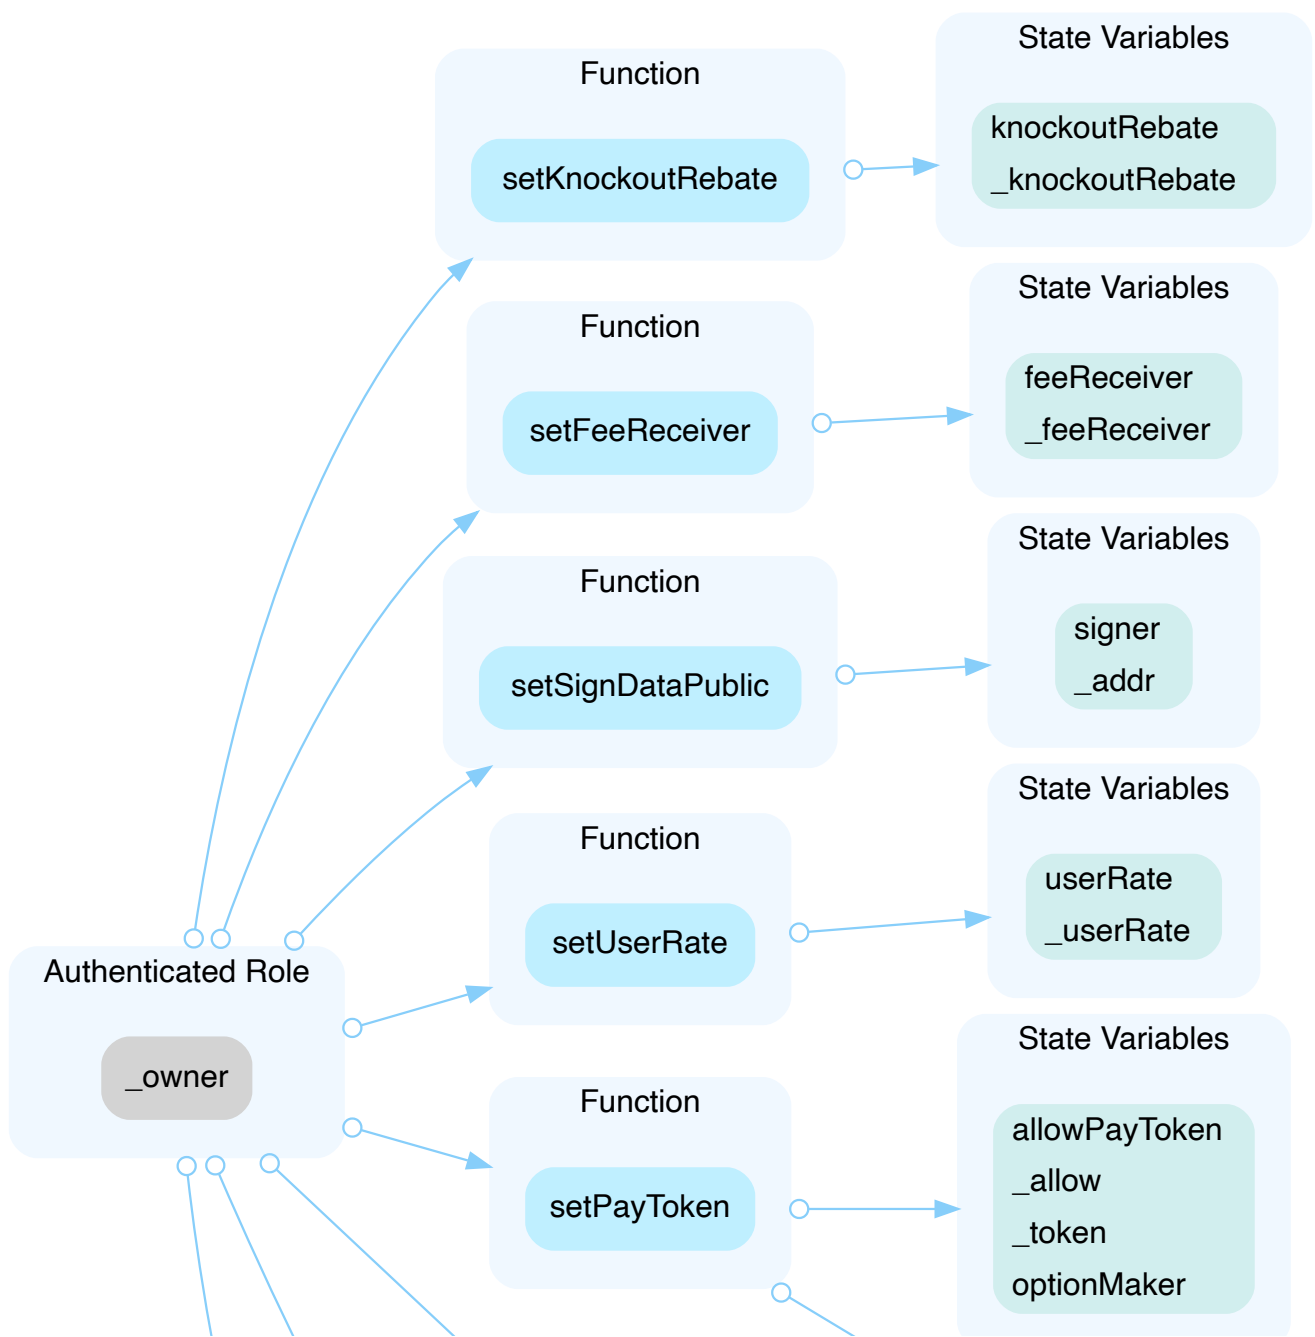 Function
setKnockoutRebate
State Variables
knockoutRebate
_knockoutRebate
Function
setFeeReceiver
State Variables
feeReceiver
_feeReceiver
Function
setSignDataPublic
State Variables
signer
_addr
Function
setUserRate
State Variables
userRate
_userRate
Authenticated Role
_owner
Function
setPayToken
State Variables
allowPayToken
_allow
_token
optionMaker